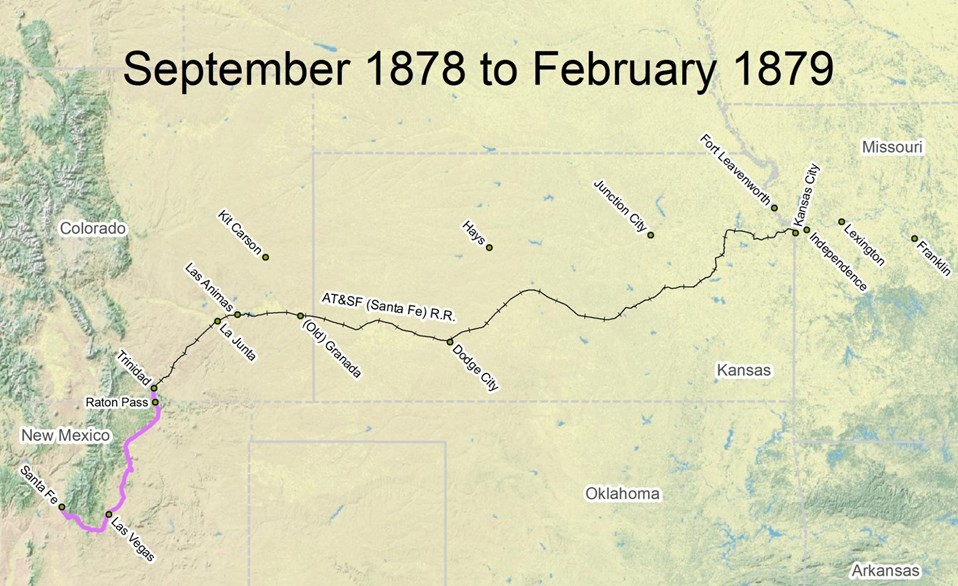 September 1878 to February 1879
Missouri
Fort Leavenworth
Kansas City
Junction City
Kit Carson
Colorado
Hays
Lexington
Franklin
Independence
Las Animas
AT&SF (Santa Fe) R.R.
La Junta
(Old) Granada
Dodge City
Trinidad
Kansas
Raton Pass
New Mexico
Santa Fe
Oklahoma
Las Vegas
Arkansas